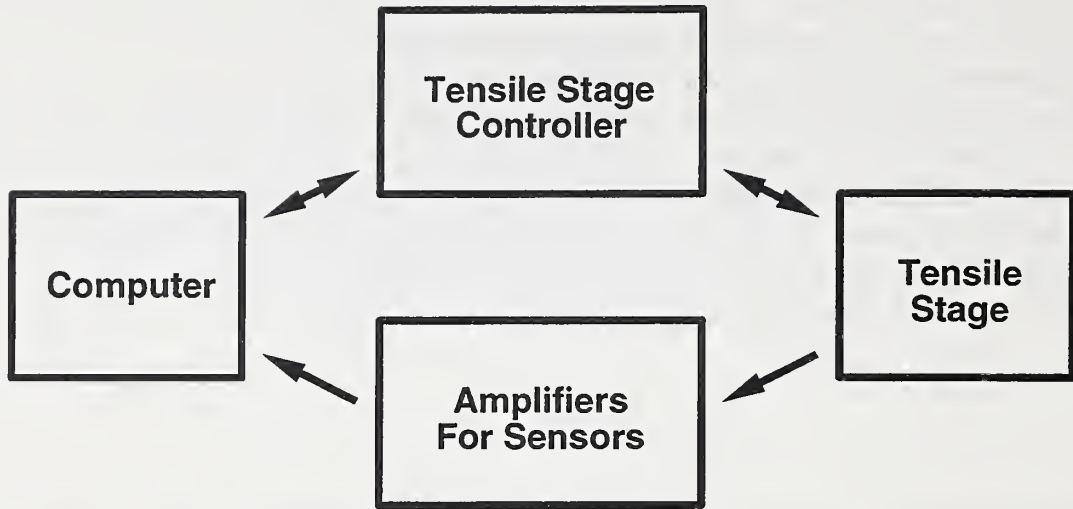 Tensile Stage
Controller
Computer
Tensile
Stage
Amplifiers
For Sensors